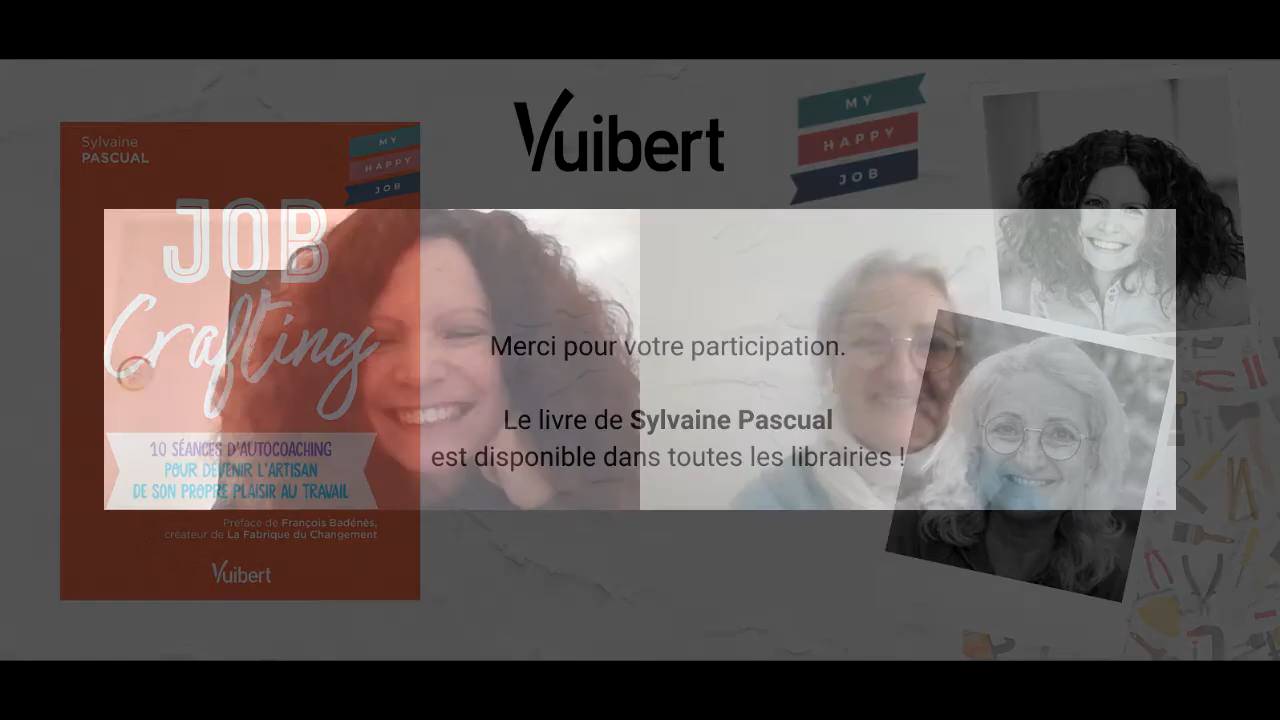 Sylvaine
PASCUAL
MY
HAPPY
JOB
JOB
Crafting
10 SÉANCES D'AUTOCOACHING
POUR DEVENIR L'ARTISAN
DE SON PROPRE PLAISIR AU TRAVAIL
Préface de François Badénès,
créateur de La Fabrique du Changement
Vuibert
Vuibert
MY
HAPPY
JOB
Merci pour votre participation.
Le livre de Sylvaine Pascual
est disponible dans toutes les librairies !